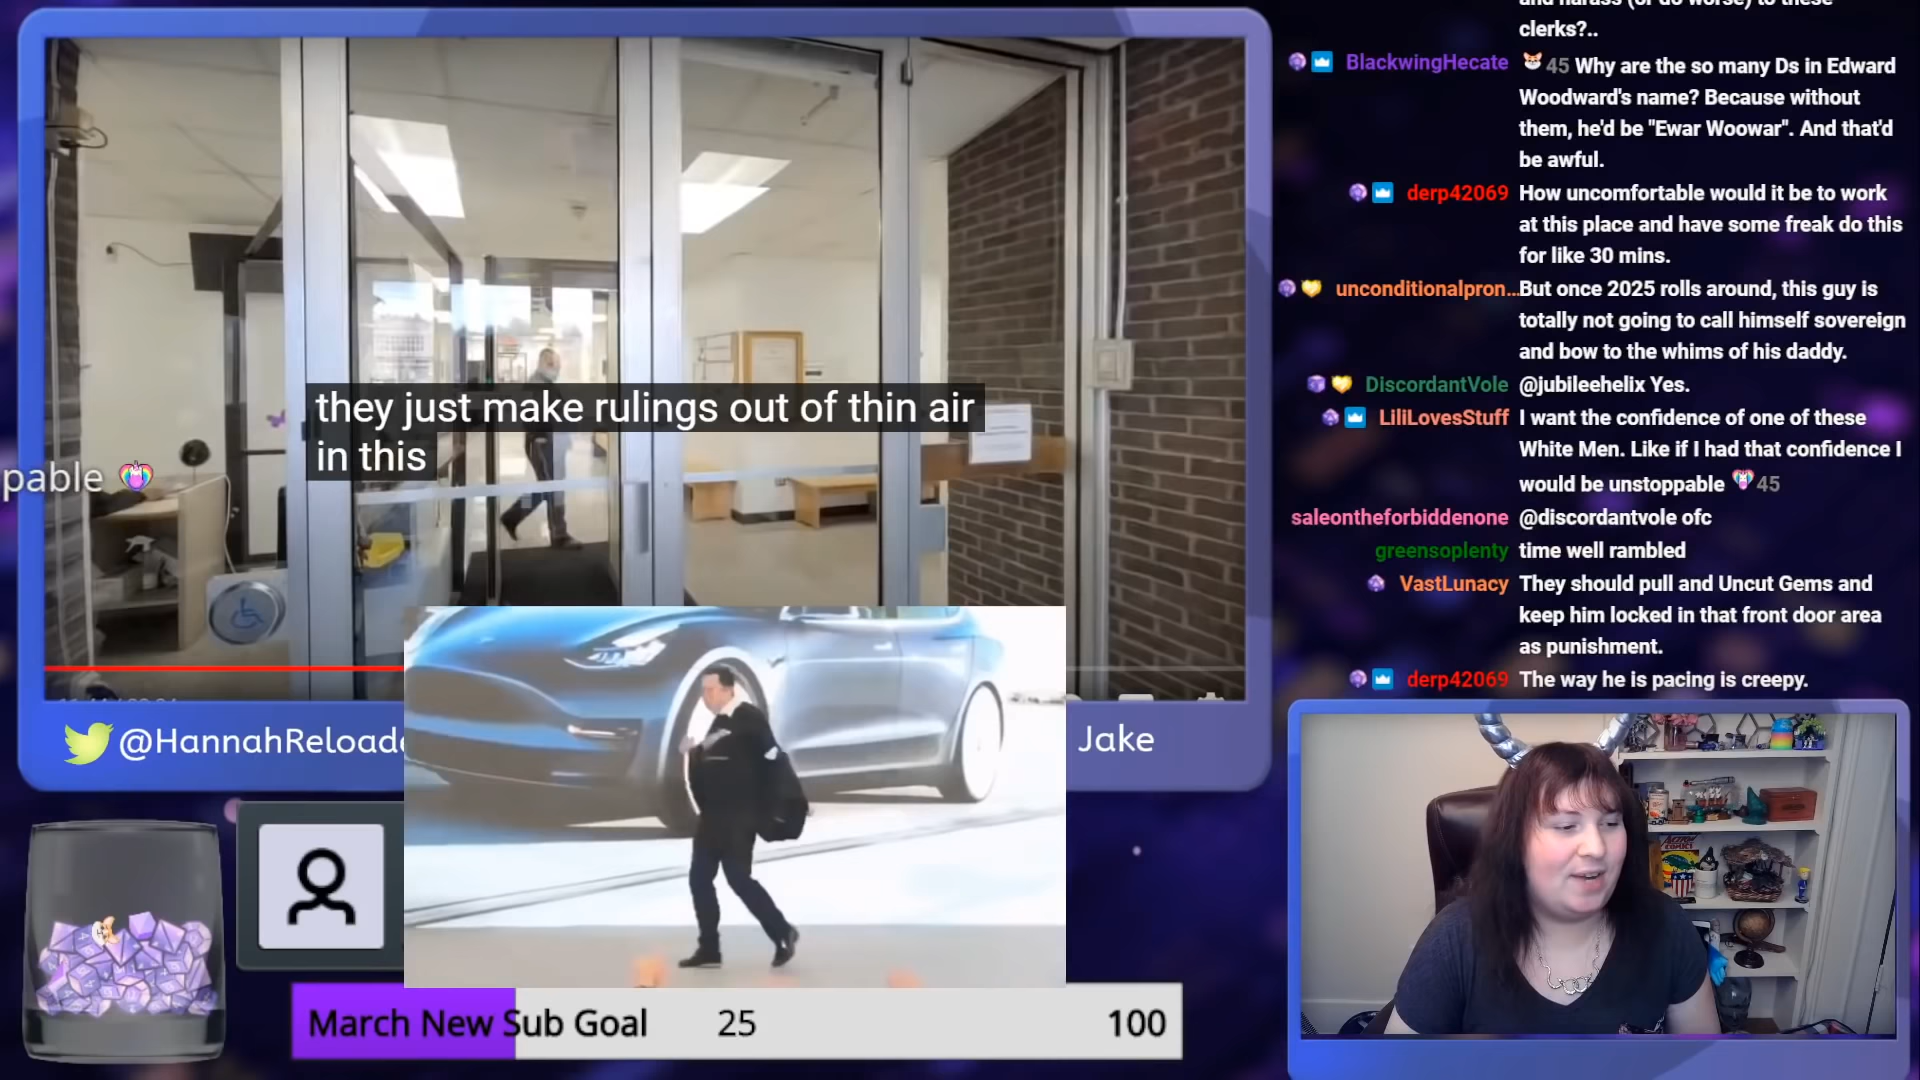 they just make rulings out of thin air
in this
pable
@HannahReload
Jake
March New Sub Goal
25
100
clerks?..
BlackwingHecate 45 Why are the so many Ds in Edward
Woodward's name? Because without
them, he'd be "Ewar Woowar". And that'd
be awful.
derp42069 How uncomfortable would it be to work
at this place and have some freak do this
for like 30 mins.
unconditionalpron... But once 2025 rolls around, this guy is
totally not going to call himself sovereign
and bow to the whims of his daddy.
DiscordantVole @jubileehelix Yes.
LiliLovesStuff I want the confidence of one of these
White Men. Like if I had that confidence I
would be unstoppable 45
saleontheforbiddenone @discordantvole ofc
greensoplenty time well rambled
VastLunacy They should pull and Uncut Gems and
keep him locked in that front door area
as punishment.
derp42069 The way he is pacing is creepy.